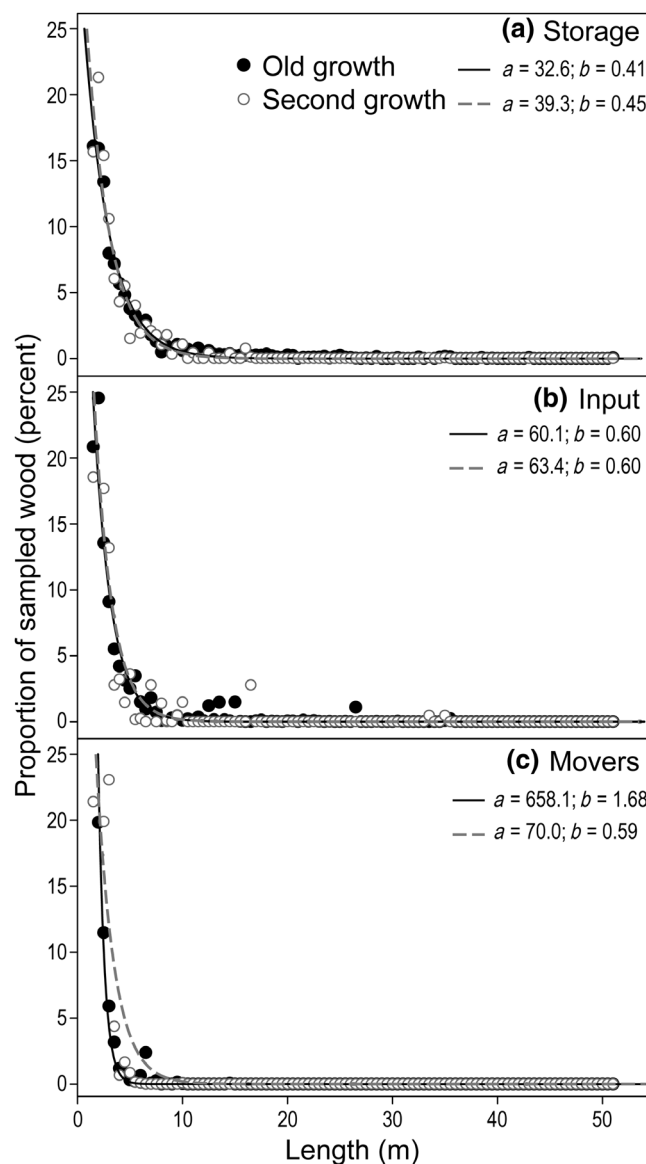 (a) Storage
Old growth
Second growth
a = 32.6; b = 0.41
a = 39.3; b = 0.45
25
20
15
10
5
0
(b) Input
a = 60.1; b = 0.60
a = 63.4; b = 0.60
25
20
15
10
5
0
(c) Movers
a = 658.1; b = 1.68
a = 70.0; b = 0.59
25
20
15
10
5
0
0 10 20 30 40 50
Length (m)
Proportion of sampled wood (percent)